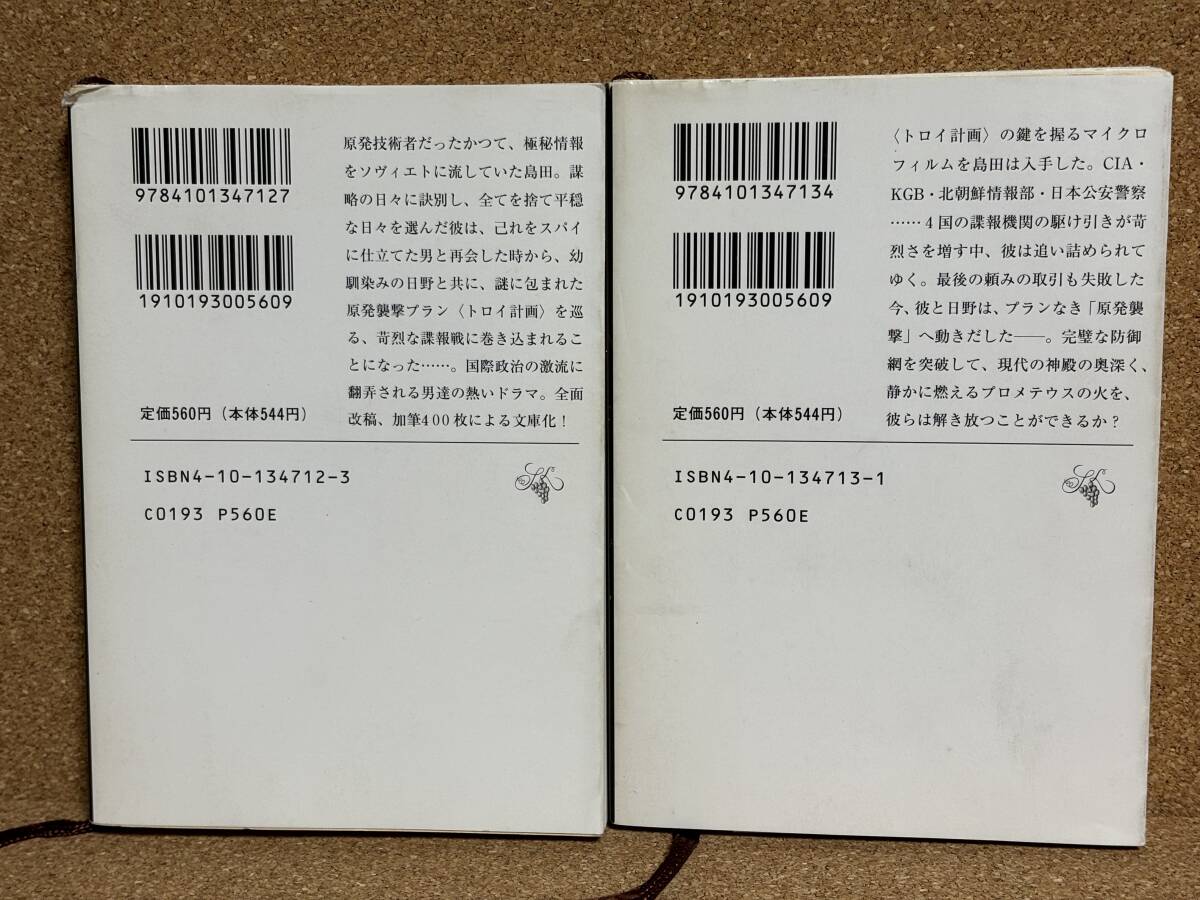 9784101347127
1910193005609
定価560円（本体544円）
原発技術者だったかつて、極秘情報
をソヴィエトに流していた島田。謀
略の日々に訣別し、全てを捨て平穏
な日々を選んだ彼は、己れをスパイ
に仕立てた男と再会した時から、幼
馴染みの日野と共に、謎に包まれた
原発襲撃プラン〈トロイ計画〉を巡
る、苛烈な諜報戦に巻き込まれるこ
とになった……。国際政治の激流に
翻弄される男達の熱いドラマ。全面
改稿、加筆400枚による文庫化！
ISBN4-10-134712-3
C0193 P560E
9784101347134
1910193005609
定価560円（本体544円）
〈トロイ計画〉の鍵を握るマイクロ
フィルムを島田は入手した。CIA・
KGB・北朝鮮情報部・日本公安警察
……4国の諜報機関の駆け引きが苛
烈さを増す中、彼は追い詰められて
ゆく。最後の頼みの取引も失敗した
今、彼と日野は、プランなき「原発襲
撃」へ動きだした――。完璧な防御
網を突破して、現代の神殿の奥深く、
静かに燃えるプロメテウスの火を、
彼らは解き放つことができるか？
ISBN4-10-134713-1
C0193 P560E